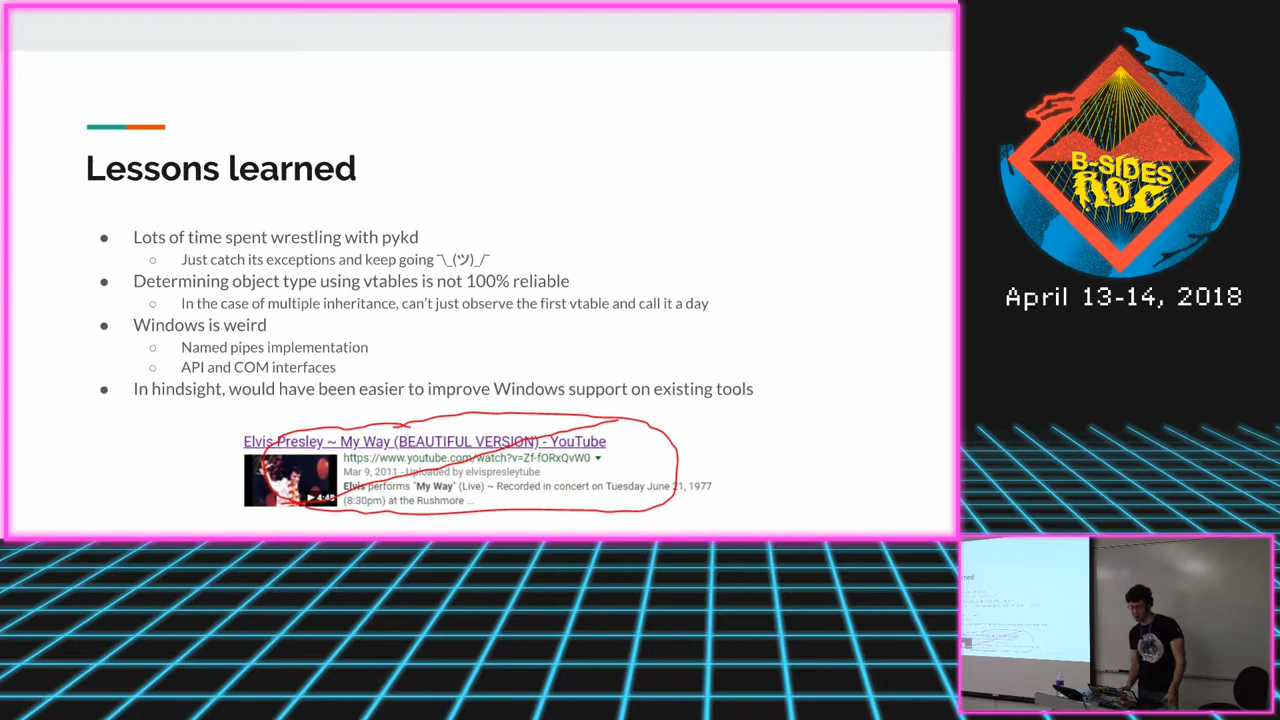 Lessons learned
● Lots of time spent wrestling with pykd
○ Just catch its exceptions and keep going ¯\_(ツ)_/¯
● Determining object type using vtables is not 100% reliable
○ In the case of multiple inheritance, can't just observe the first vtable and call it a day
● Windows is weird
○ Named pipes implementation
○ API and COM interfaces
● In hindsight, would have been easier to improve Windows support on existing tools
Elvis Presley ~ My Way (BEAUTIFUL VERSION) - YouTube
https://www.youtube.com/watch?v=Zf-fORxQvW0
Mar 9, 2011 - Uploaded by elvispresleytube
Elvis performs "My Way" (Live) ~ Recorded in concert on Tuesday June 21, 1977
(8:30pm) at the Rushmore ...
B-SIDES
ROC
April 13-14, 2018